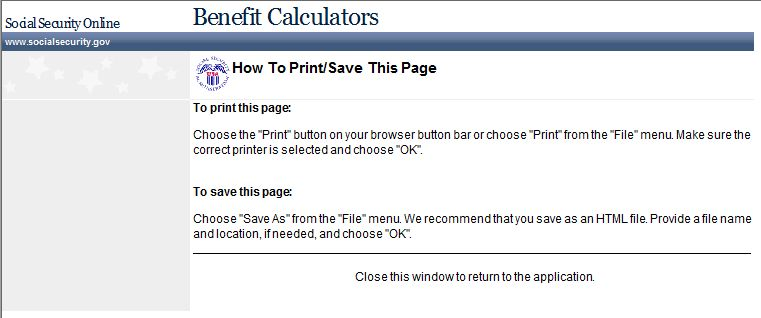 Social Security Online
Benefit Calculators
www.socialsecurity.gov
USA
How To Print/Save This Page
To print this page:
Choose the "Print" button on your browser button bar or choose "Print" from the "File" menu. Make sure the
correct printer is selected and choose "OK".
To save this page:
Choose "Save As" from the "File" menu. We recommend that you save as an HTML file. Provide a file name
and location, if needed, and choose "OK".
Close this window to return to the application.